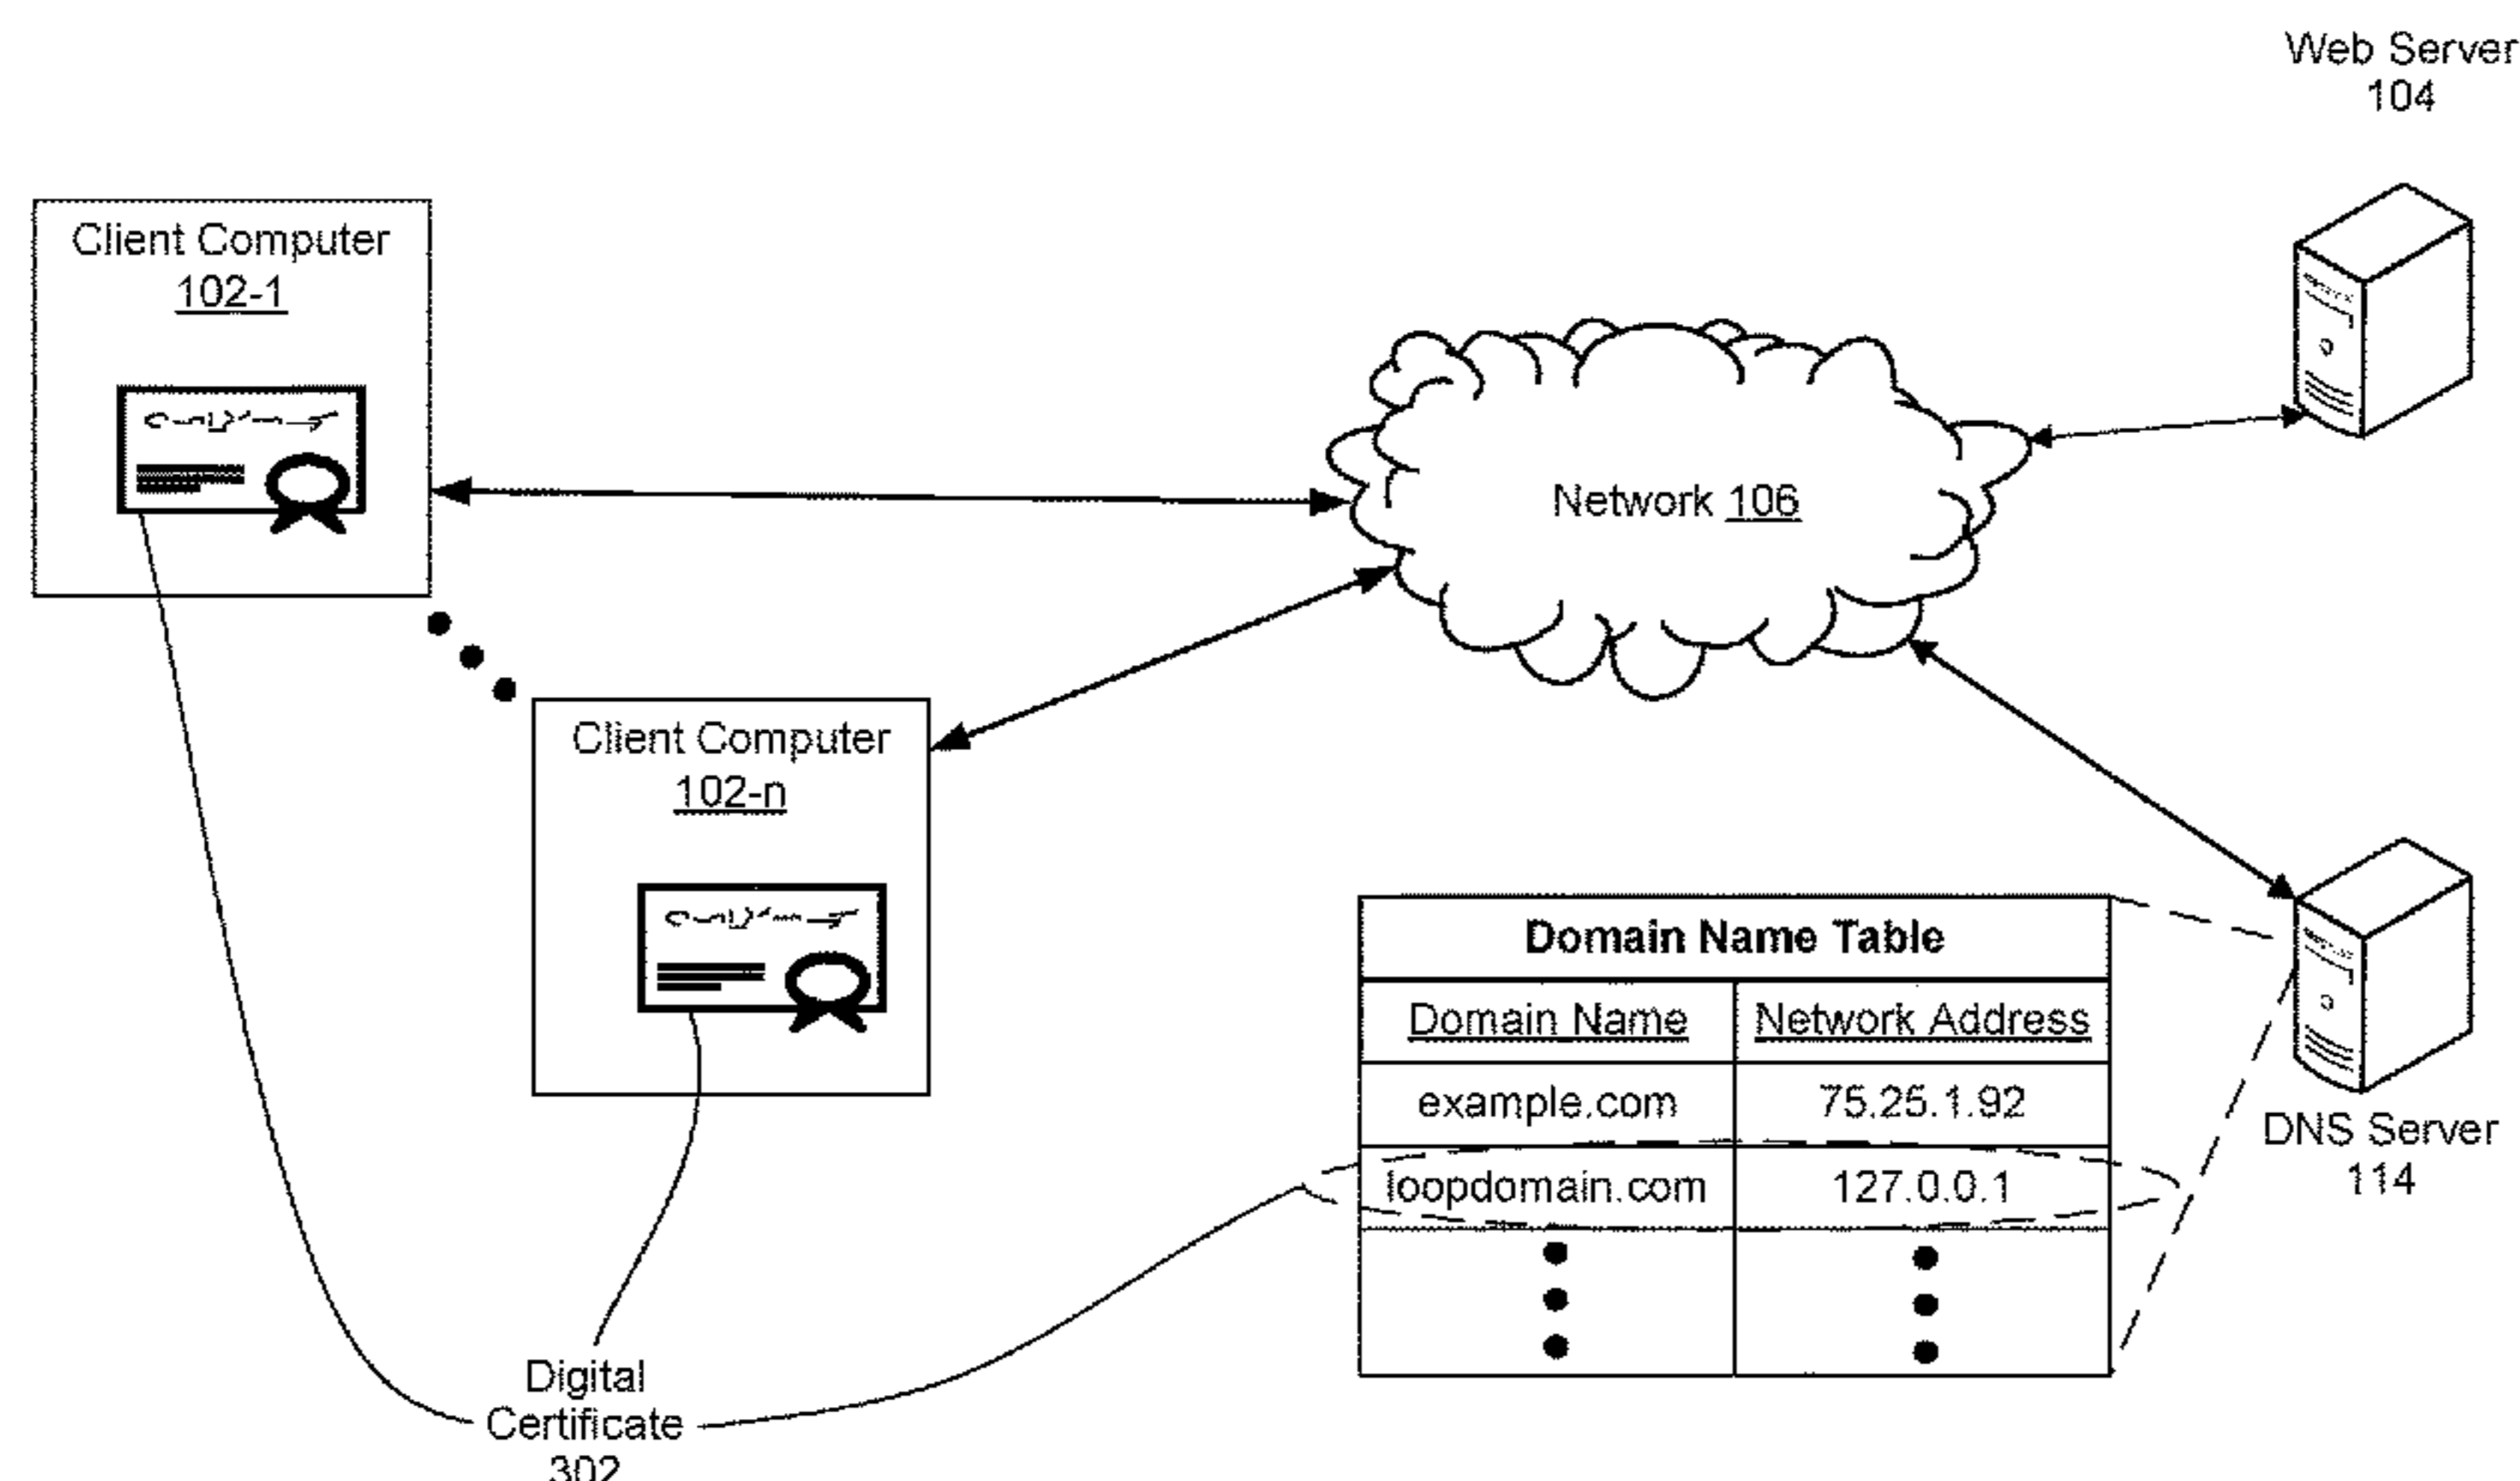 Web Server
104
Client Computer
102-1
Network 106
Client Computer
102-n
Domain Name Table
Domain Name Network Address
example.com 75.25.1.92
loopdomain.com 127.0.0.1
DNS Server
114
Digital
Certificate
302